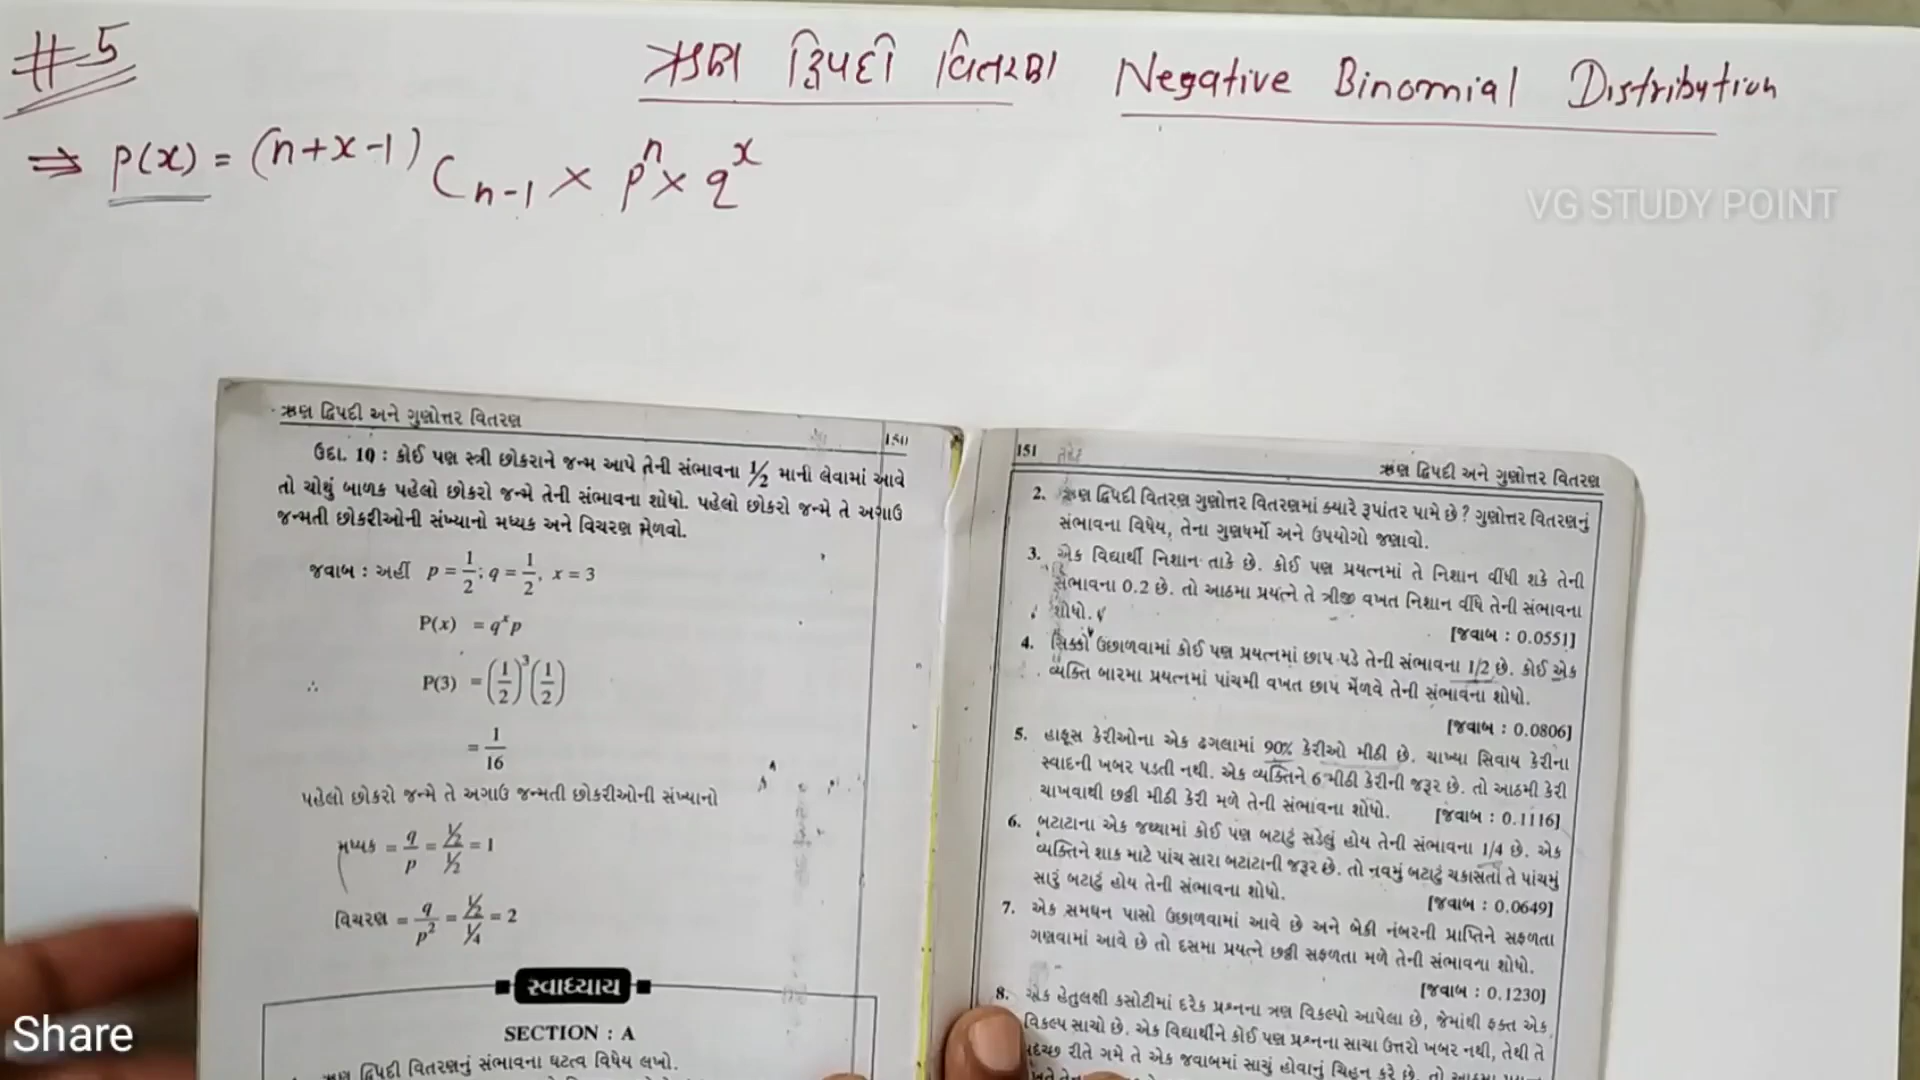 #5
ઋણ દ્વિપદી વિતરણ Negative Binomial Distribution
⇒ P(x) = (n+x-1) C n-1 × p^n × q^x
VG STUDY POINT
ઋણ દ્વિપદી અને ગુણોત્તર વિતરણ
150
ઉદા. 10 : કોઈ પણ સ્ત્રી છોકરાને જન્મ આપે તેની સંભાવના 1/2 માની લેવામાં આવે
તો ચોથું બાળક પહેલો છોકરો જન્મે તેની સંભાવના શોધો. પહેલો છોકરો જન્મે તે અગાઉ
જન્મતી છોકરીઓની સંખ્યાનો મધ્યક અને વિચરણ મેળવો.
જવાબ : અહીં p = 1/2; q = 1/2, x = 3
P(x) = q^x p
∴ P(3) = (1/2)^3 (1/2)
= 1/16
પહેલો છોકરો જન્મે તે અગાઉ જન્મતી છોકરીઓની સંખ્યાનો
મધ્યક = q/p = ½/½ = 1
વિચરણ = q/p² = ½/¼ = 2
સ્વાધ્યાય
SECTION : A
ઋણ દ્વિપદી વિતરણનું સંભાવના ઘટત્વ વિધેય લખો.
151
ઋણ દ્વિપદી અને ગુણોત્તર વિતરણ
2. ઋણ દ્વિપદી વિતરણ ગુણોત્તર વિતરણમાં ક્યારે રૂપાંતર પામે છે ? ગુણોત્તર વિતરણનું
સંભાવના વિધેય, તેના ગુણધર્મો અને ઉપયોગો જણાવો.
3. એક વિદ્યાર્થી નિશાન તાકે છે. કોઈ પણ પ્રયત્નમાં તે નિશાન વીંધી શકે તેની
સંભાવના 0.2 છે. તો આઠમા પ્રયત્ને તે ત્રીજી વખત નિશાન વીંધે તેની સંભાવના
શોધો.
[જવાબ : 0.0551]
4. સિક્કો ઉછાળવામાં કોઈ પણ પ્રયત્નમાં છાપ પડે તેની સંભાવના 1/2 છે. કોઈ એક
વ્યક્તિ બારમા પ્રયત્નમાં પાંચમી વખત છાપ મેળવે તેની સંભાવના શોધો.
[જવાબ : 0.0806]
5. હાફૂસ કેરીઓના એક ઢગલામાં 90% કેરીઓ મીઠી છે. ચાખ્યા સિવાય કેરીના
સ્વાદની ખબર પડતી નથી. એક વ્યક્તિને 6 મીઠી કેરીની જરૂર છે. તો આઠમી કેરી
ચાખવાથી છઠ્ઠી મીઠી કેરી મળે તેની સંભાવના શોધો. [જવાબ : 0.1116]
6. બટાટાના એક જથ્થામાં કોઈ પણ બટાટું સડેલું હોય તેની સંભાવના 1/4 છે. એક
વ્યક્તિને શાક માટે પાંચ સારા બટાટાની જરૂર છે. તો નવમું બટાટું ચકાસતાં તે પાંચમું
સારું બટાટું હોય તેની સંભાવના શોધો.
[જવાબ : 0.0649]
7. એક સમઘન પાસો ઉછાળવામાં આવે છે અને બેકી નંબરની પ્રાપ્તિને સફળતા
ગણવામાં આવે છે તો દસમા પ્રયત્ને છઠ્ઠી સફળતા મળે તેની સંભાવના શોધો.
[જવાબ : 0.1230]
8. એક હેતુલક્ષી કસોટીમાં દરેક પ્રશ્નના ત્રણ વિકલ્પો આપેલા છે, જેમાંથી ફક્ત એક
વિકલ્પ સાચો છે. એક વિદ્યાર્થીને કોઈ પણ પ્રશ્નના સાચા ઉત્તરો ખબર નથી, તેથી તે
યદચ્છ રીતે ગમે તે એક જવાબમાં સાચું હોવાનું ચિહ્ન કરે છે. તો
Share